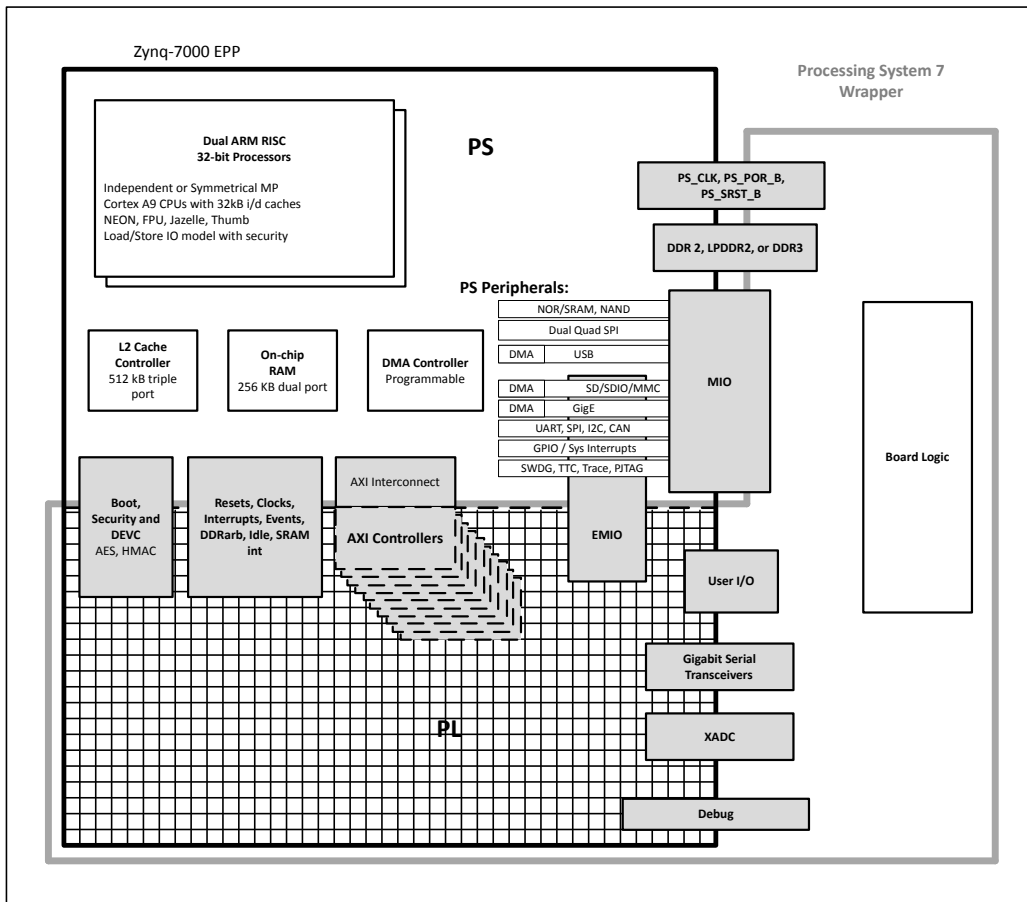 Zynq-7000 EPP
Processing System 7
Wrapper
Dual ARM RISC
32-bit Processors
Independent or Symmetrical MP
Cortex A9 CPUs with 32kB i/d caches
NEON, FPU, Jazelle, Thumb
Load/Store IO model with security
PS
PS_CLK, PS_POR_B,
PS_SRST_B
DDR 2, LPDDR2, or DDR3
PS Peripherals:
NOR/SRAM, NAND
Dual Quad SPI
DMA USB
DMA SD/SDIO/MMC
DMA GigE
UART, SPI, I2C, CAN
GPIO / Sys Interrupts
SWDG, TTC, Trace, PJTAG
MIO
L2 Cache
Controller
512 kB triple
port
On-chip
RAM
256 KB dual port
DMA Controller
Programmable
Board Logic
Boot,
Security and
DEVC
AES, HMAC
Resets, Clocks,
Interrupts, Events,
DDRarb, Idle, SRAM
int
AXI Interconnect
AXI Controllers
EMIO
User I/O
Gigabit Serial
Transceivers
PL
XADC
Debug